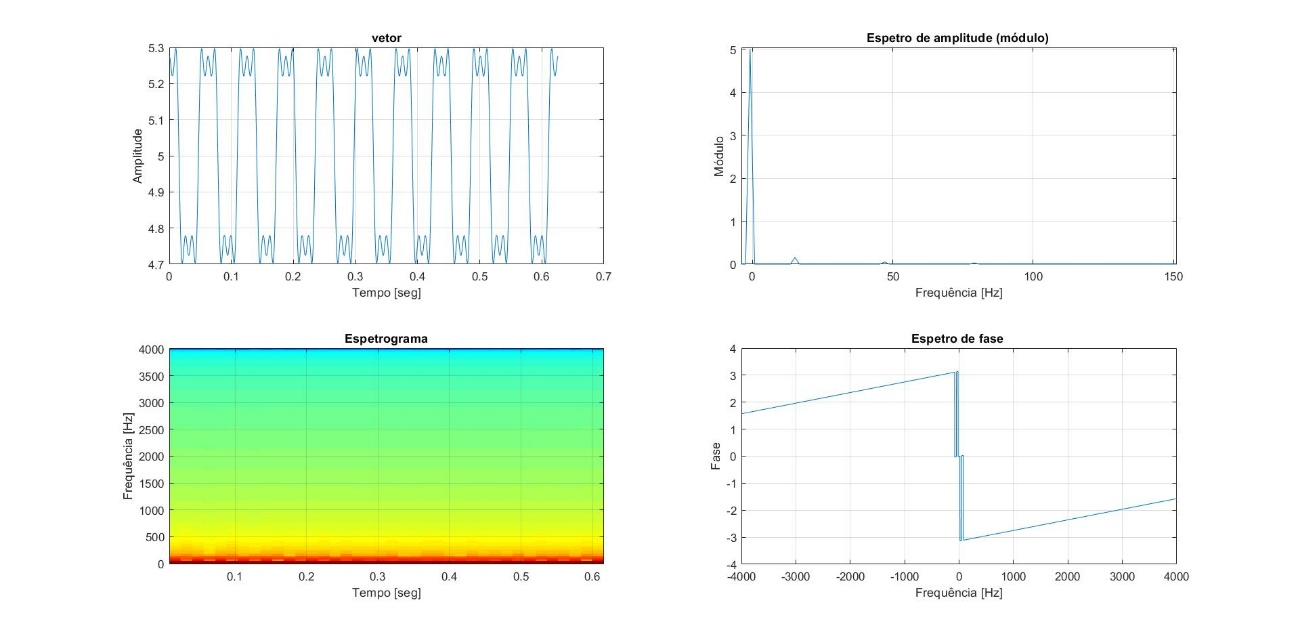 vetor
5.3
5.2
5.1
5
4.9
4.8
4.7
Amplitude
0 0.1 0.2 0.3 0.4 0.5 0.6 0.7
Tempo [seg]
Espetro de amplitude (módulo)
5
4
3
2
1
0
Módulo
0 50 100 150
Frequência [Hz]
Espetrograma
4000
3500
3000
2500
2000
1500
1000
500
0
Frequência [Hz]
0.1 0.2 0.3 0.4 0.5 0.6
Tempo [seg]
Espetro de fase
4
3
2
1
0
-1
-2
-3
-4
Fase
-4000 -3000 -2000 -1000 0 1000 2000 3000 4000
Frequência [Hz]